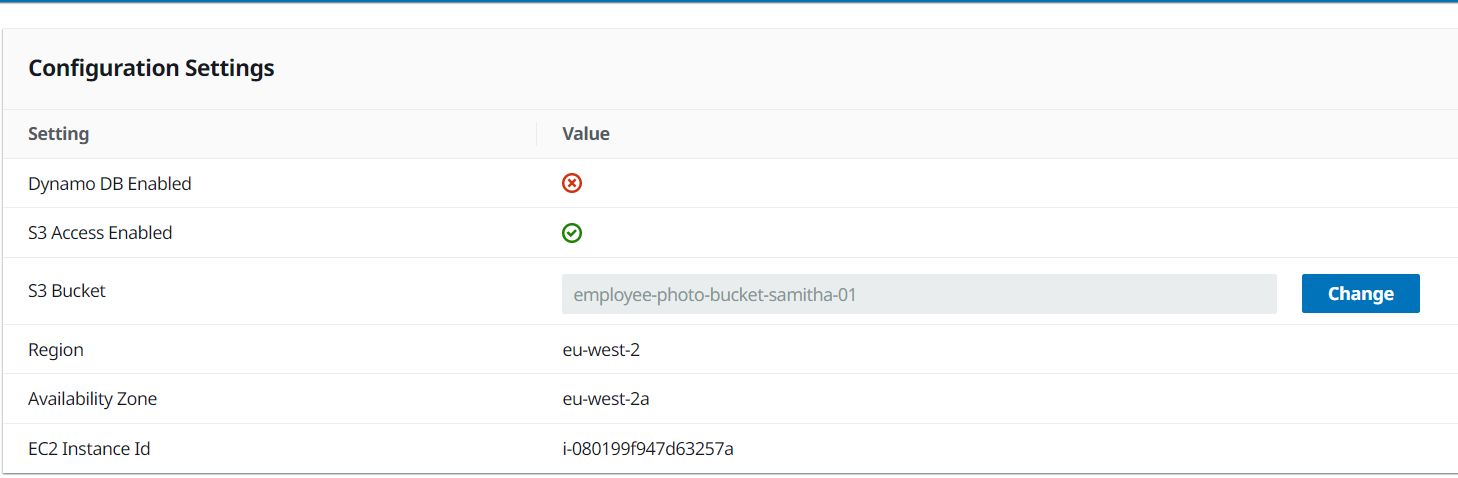 Configuration Settings
Setting Value
Dynamo DB Enabled
S3 Access Enabled
S3 Bucket employee-photo-bucket-samitha-01 Change
Region eu-west-2
Availability Zone eu-west-2a
EC2 Instance Id i-080199f947d63257a